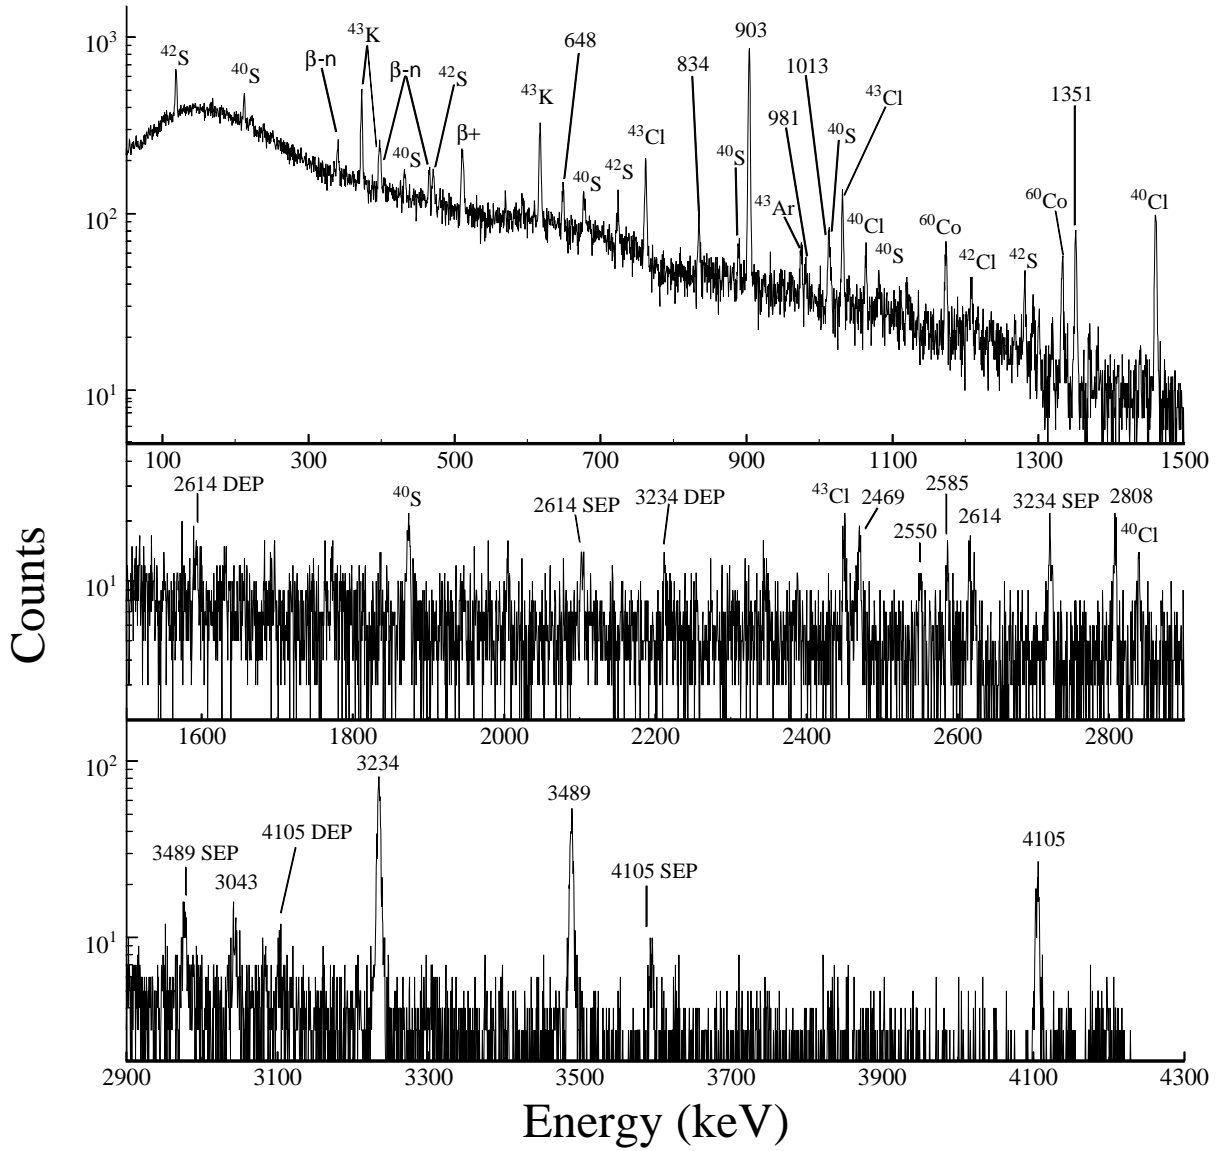 Counts
10³
10²
10¹
⁴²S
⁴⁰S
β-n
⁴³K
β-n
⁴⁰S
⁴²S
β+
⁴³K
648
⁴⁰S
⁴²S
⁴³Cl
834
⁴⁰S
903
⁴³Ar
981
1013
⁴⁰S
⁴³Cl
⁴⁰Cl
⁴⁰S
⁶⁰Co
⁴²Cl
⁴²S
⁶⁰Co
1351
⁴⁰Cl
100 300 500 700 900 1100 1300 1500
10¹
2614 DEP
⁴⁰S
2614 SEP
3234 DEP
⁴³Cl
2469
2550
2585
2614
3234 SEP
2808
⁴⁰Cl
1600 1800 2000 2200 2400 2600 2800
10²
10¹
3489 SEP
3043
4105 DEP
3234
3489
4105 SEP
4105
2900 3100 3300 3500 3700 3900 4100 4300
Energy (keV)